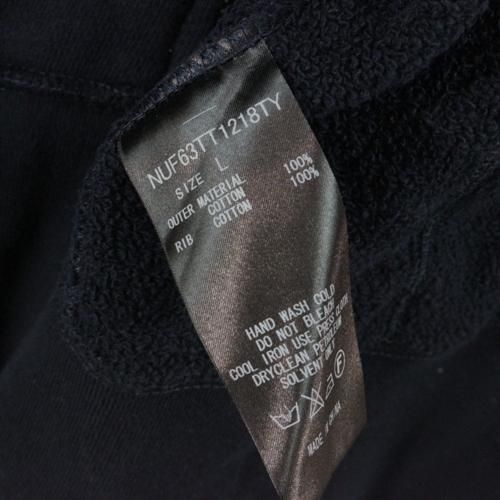 NUF63TT1218TY
SIZE L
OUTER MATERIAL
COTTON 100%
RIB COTTON 100%
HAND WASH COLD
DO NOT BLEACH
COOL IRON USE PRESS CLOTH
DRYCLEAN PETROLEUM
SOLVENT ONLY
MADE IN CHINA